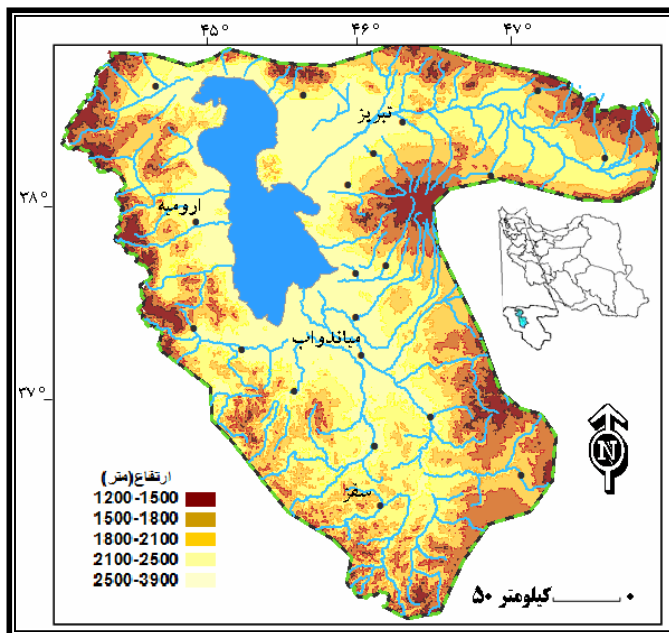 ۴۵° ۴۶° ۴۷°
تبریز
۳۸°
ارومیه
میاندواب
۳۷°
سقز
ارتفاع(متر)
1200-1500
1500-1800
1800-2100
2100-2500
2500-3900
N
۵۰ کیلومتر ۰